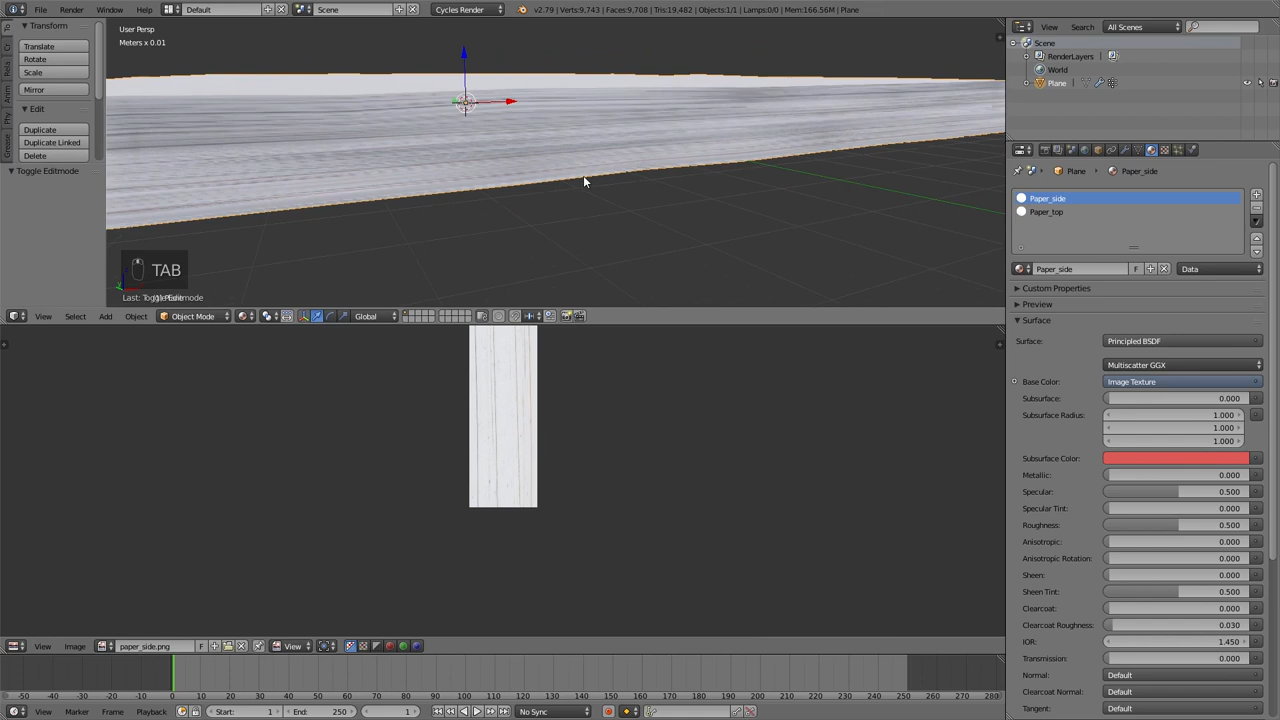 File Render Window Help Default Scene Cycles Render v2.79 | Verts:9,743 | Faces:9,708 | Tris:19,482 | Objects:1/1 | Lamps:0/0 | Mem:166.56M | Plane
Transform
Translate
Rotate
Scale
Mirror
Edit
Duplicate
Duplicate Linked
Delete
Toggle Editmode
User Persp
Meters x 0.01
TAB
View Select Add Object Object Mode Global
View Image paper_side.png F View
-50 -40 -30 -20 -10 0 10 20 30 40 50 60 70 80 90 100 110 120 130 140 150 160 170 180 190 200 210 220 230 240 250 260 270 280
View Marker Frame Playback Start: 1 End: 250 1 No Sync
View Search All Scenes
Scene
RenderLayers
World
Plane
Plane Paper_side
Paper_side
Paper_top
Paper_side F Data
Custom Properties
Preview
Surface
Surface: Principled BSDF
Multiscatter GGX
Base Color: Image Texture
Subsurface: 0.000
Subsurface Radius: 1.000
1.000
1.000
Subsurface Color:
Metallic: 0.000
Specular: 0.500
Specular Tint: 0.000
Roughness: 0.500
Anisotropic: 0.000
Anisotropic Rotation: 0.000
Sheen: 0.000
Sheen Tint: 0.500
Clearcoat: 0.000
Clearcoat Roughness: 0.030
IOR: 1.450
Transmission: 0.000
Normal: Default
Clearcoat Normal: Default
Tangent: Default